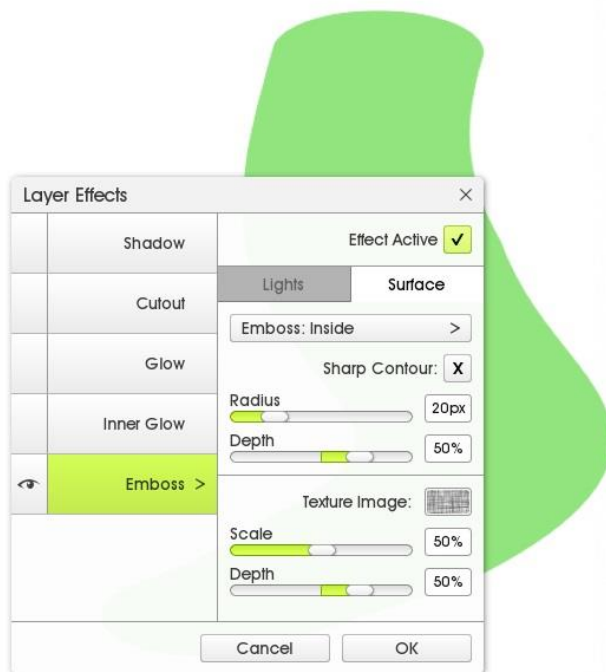 Layer Effects
Shadow
Cutout
Glow
Inner Glow
Emboss >
Effect Active
Lights Surface
Emboss: Inside >
Sharp Contour: X
Radius 20px
Depth 50%
Texture Image:
Scale 50%
Depth 50%
Cancel OK